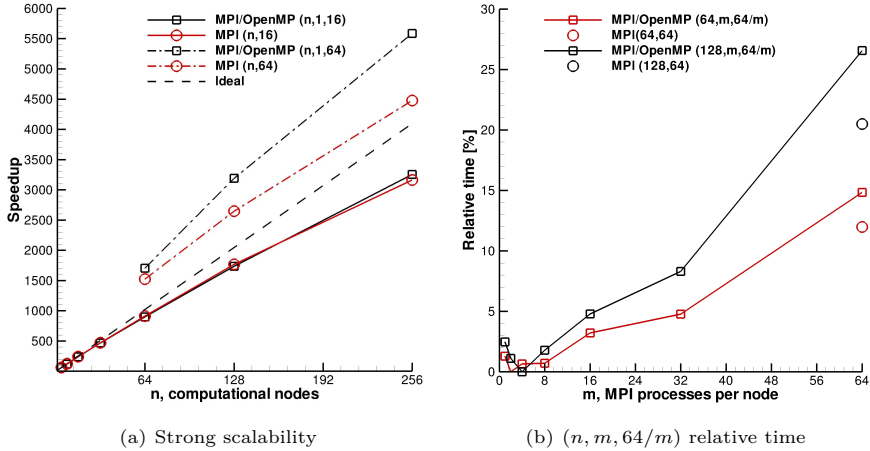 MPI/OpenMP (n,1,16)
MPI (n,16)
MPI/OpenMP (n,1,64)
MPI (n,64)
Ideal
Speedup
6000
5500
5000
4500
4000
3500
3000
2500
2000
1500
1000
500
64 128 192 256
n, computational nodes
(a) Strong scalability
MPI/OpenMP (64,m,64/m)
MPI(64,64)
MPI/OpenMP (128,m,64/m)
MPI (128,64)
Relative time [%]
30
25
20
15
10
5
0
0 8 16 24 32 40 48 56 64
m, MPI processes per node
(b) (n, m, 64/m) relative time